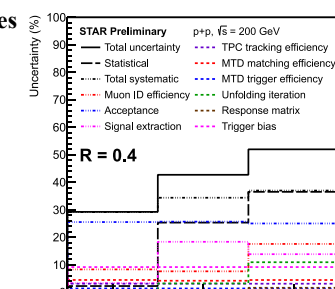 es
Uncertainty (%)
100
90
80
70
60
50
40
30
20
10
STAR Preliminary
p+p, √s = 200 GeV
Total uncertainty
TPC tracking efficiency
Statistical
MTD matching efficiency
Total systematic
MTD trigger efficiency
Muon ID efficiency
Unfolding iteration
Acceptance
Response matrix
Signal extraction
Trigger bias
R = 0.4